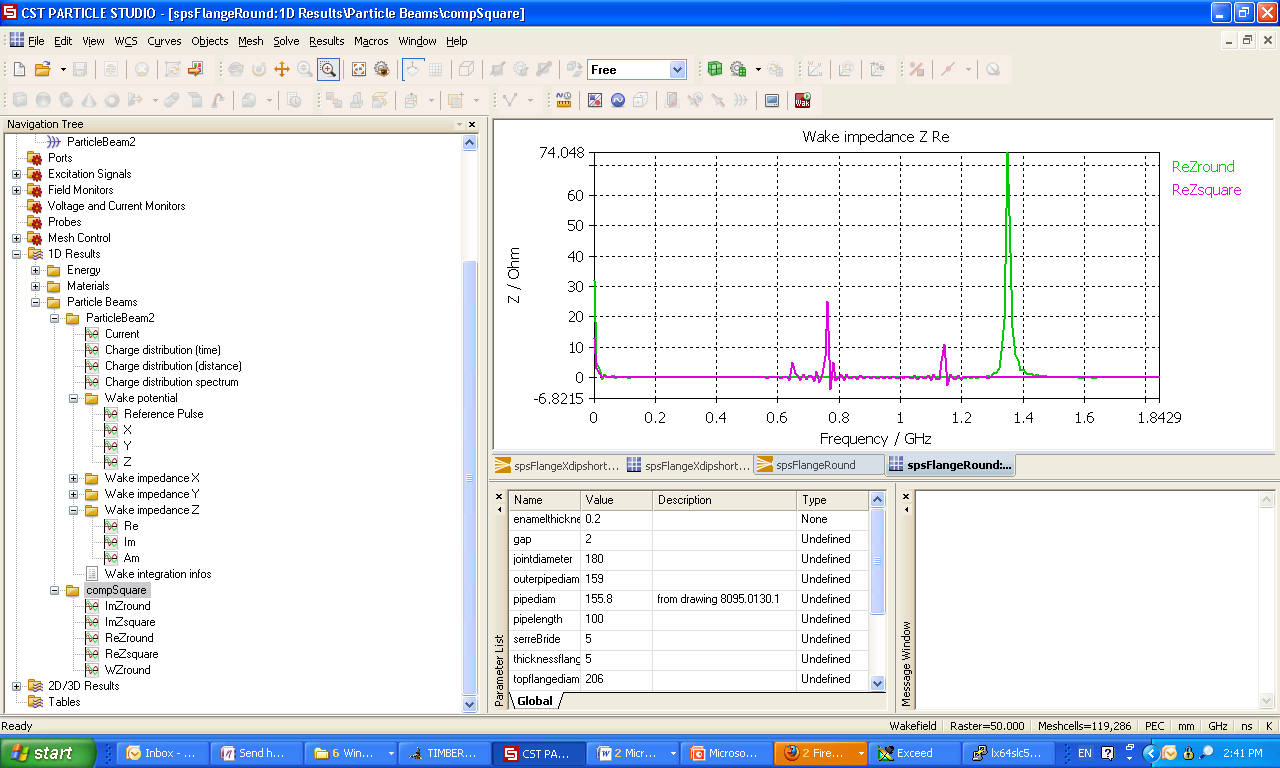 CST PARTICLE STUDIO - [spsFlangeRound:1D Results\Particle Beams\compSquare]
File Edit View WCS Curves Objects Mesh Solve Results Macros Window Help
Free
Wak
Navigation Tree
ParticleBeam2
Ports
Excitation Signals
Field Monitors
Voltage and Current Monitors
Probes
Mesh Control
1D Results
Energy
Materials
Particle Beams
ParticleBeam2
Current
Charge distribution (time)
Charge distribution (distance)
Charge distribution spectrum
Wake potential
Reference Pulse
X
Y
Z
Wake impedance X
Wake impedance Y
Wake impedance Z
Re
Im
Am
Wake integration infos
compSquare
ImZround
ImZsquare
ReZround
ReZsquare
WZround
2D/3D Results
Tables
Wake impedance Z Re
74.048
60
50
40
30
20
10
0
-6.8215
Z / Ohm
0 0.2 0.4 0.6 0.8 1 1.2 1.4 1.6 1.8429
Frequency / GHz
ReZround
ReZsquare
spsFlangeXdipshort... spsFlangeXdipshort... spsFlangeRound spsFlangeRound:...
Parameter List
Name Value Description Type
enamelthickne 0.2 None
gap 2 Undefined
jointdiameter 180 Undefined
outerpipediam 159 Undefined
pipediam 155.8 from drawing 8095.0130.1 Undefined
pipelength 100 Undefined
serreBride 5 Undefined
thicknessflang 5 Undefined
topflangediam 206 Undefined
Global
Message Window
Ready
Wakefield Raster=50.000 Meshcells=119,286 PEC mm GHz ns K
start Inbox - ... Send h... 6 Win... TIMBER... CST PA... 2 Micr... Microso... 2 Fire... Exceed lx64slc5... EN 2:41 PM